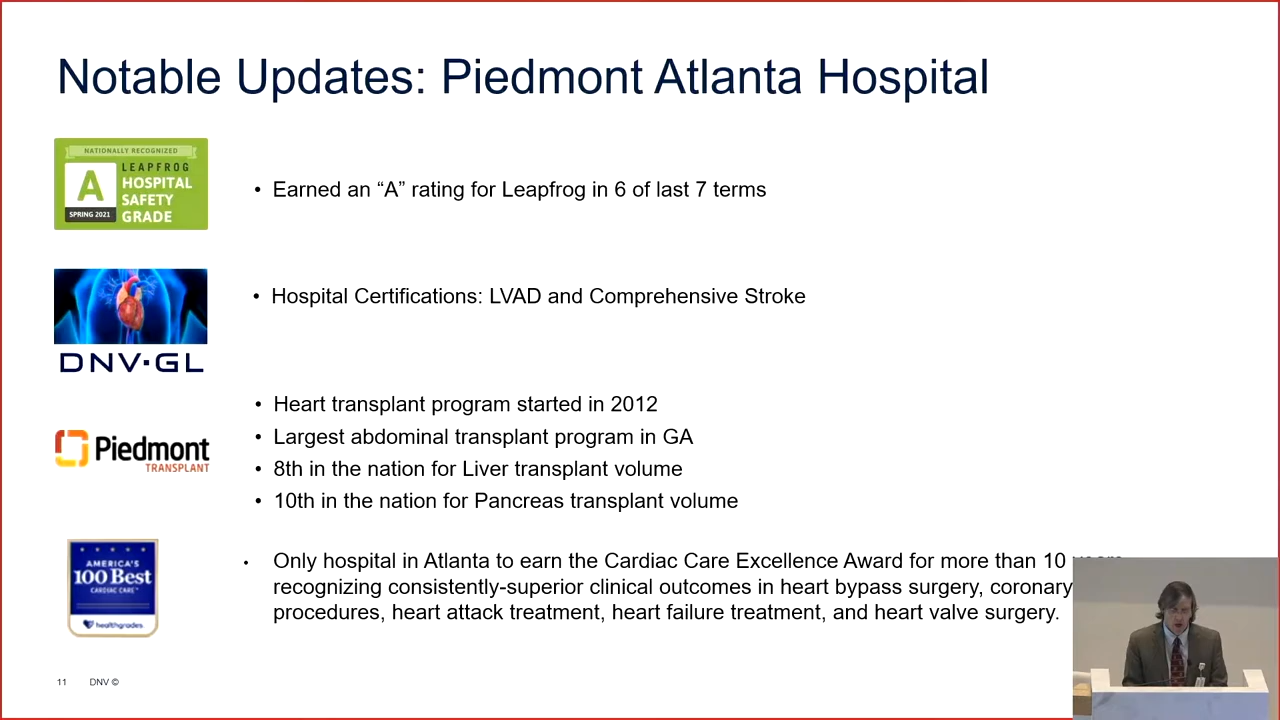 Notable Updates: Piedmont Atlanta Hospital
NATIONALLY RECOGNIZED
LEAPFROG
A
HOSPITAL
SAFETY
GRADE
SPRING 2021
• Earned an “A” rating for Leapfrog in 6 of last 7 terms
• Hospital Certifications: LVAD and Comprehensive Stroke
DNV·GL
• Heart transplant program started in 2012
• Largest abdominal transplant program in GA
Piedmont
TRANSPLANT
• 8th in the nation for Liver transplant volume
• 10th in the nation for Pancreas transplant volume
AMERICA'S
100 Best
CARDIAC CARE™
healthgrades
• Only hospital in Atlanta to earn the Cardiac Care Excellence Award for more than 10
recognizing consistently-superior clinical outcomes in heart bypass surgery, coronary
procedures, heart attack treatment, heart failure treatment, and heart valve surgery.
11 DNV ©